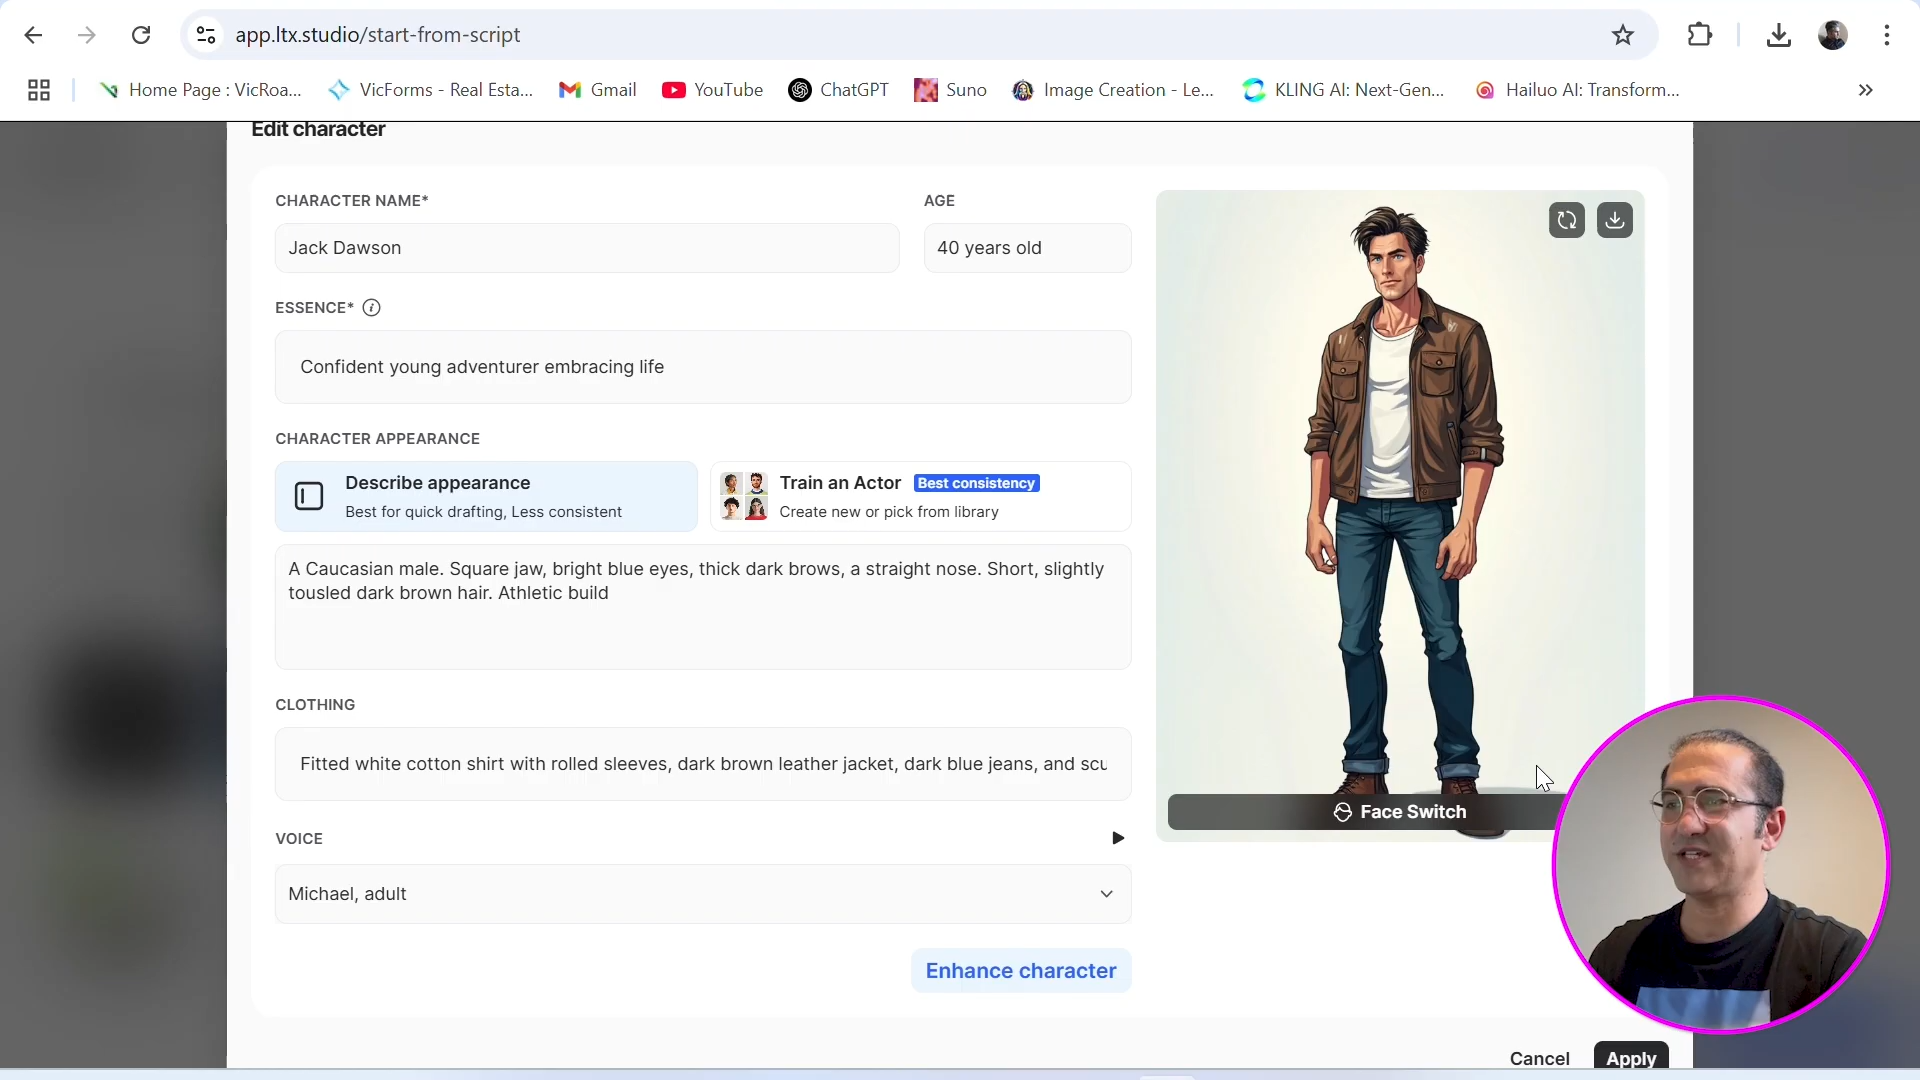 app.ltx.studio/start-from-script
Home Page : VicRoa...
VicForms - Real Esta...
Gmail
YouTube
ChatGPT
Suno
Image Creation - Le...
KLING AI: Next-Gen...
Hailuo AI: Transform...
Edit character
CHARACTER NAME*
AGE
Jack Dawson
40 years old
ESSENCE*
Confident young adventurer embracing life
CHARACTER APPEARANCE
Describe appearance
Best for quick drafting, Less consistent
Train an Actor Best consistency
Create new or pick from library
A Caucasian male. Square jaw, bright blue eyes, thick dark brows, a straight nose. Short, slightly
tousled dark brown hair. Athletic build
CLOTHING
Fitted white cotton shirt with rolled sleeves, dark brown leather jacket, dark blue jeans, and scu
Face Switch
VOICE
Michael, adult
Enhance character
Cancel
Apply